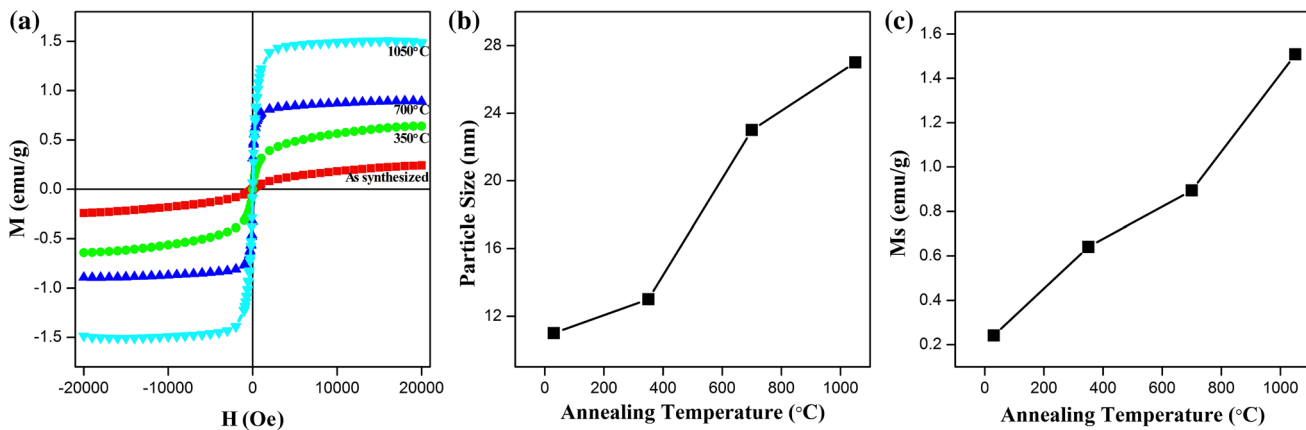 (a)
M (emu/g)
1.5
1.0
0.5
0.0
-0.5
-1.0
-1.5
1050°C
700°C
350°C
As synthesized
-20000 -10000 0 10000 20000
H (Oe)
(b)
Particle Size (nm)
28
24
20
16
12
0 200 400 600 800 1000
Annealing Temperature (°C)
(c)
Ms (emu/g)
1.6
1.4
1.2
1.0
0.8
0.6
0.4
0.2
0 200 400 600 800 1000
Annealing Temperature (°C)